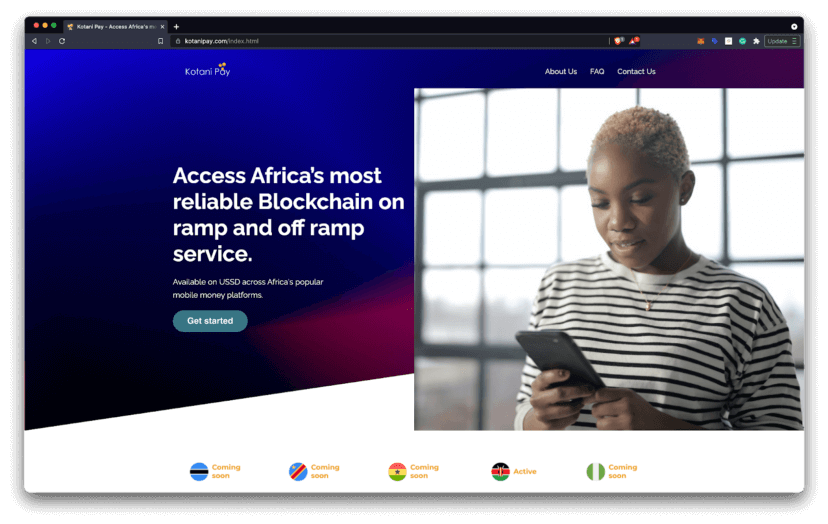 Kotani Pay - Access Africa's mo
kotanipay.com/index.html
Update
Kotani Pay
About Us FAQ Contact Us
Access Africa's most
reliable Blockchain on
ramp and off ramp
service.
Available on USSD across Africa's popular
mobile money platforms.
Get started
Coming
soon
Coming
soon
Coming
soon
Active
Coming
soon